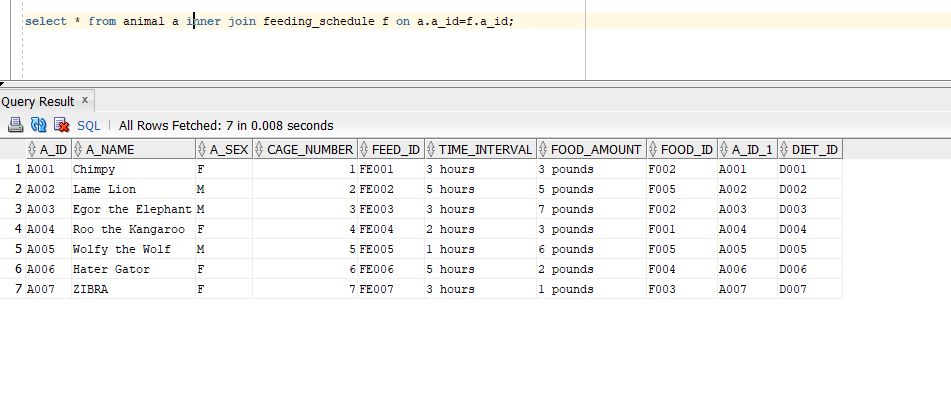 select * from animal a inner join feeding_schedule f on a.a_id=f.a_id;
Query Result x
SQL | All Rows Fetched: 7 in 0.008 seconds
A_ID A_NAME A_SEX CAGE_NUMBER FEED_ID TIME_INTERVAL FOOD_AMOUNT FOOD_ID A_ID_1 DIET_ID
1 A001 Chimpy F 1 FE001 3 hours 3 pounds F002 A001 D001
2 A002 Lame Lion M 2 FE002 5 hours 5 pounds F005 A002 D002
3 A003 Egor the Elephant M 3 FE003 3 hours 7 pounds F002 A003 D003
4 A004 Roo the Kangaroo F 4 FE004 2 hours 3 pounds F001 A004 D004
5 A005 Wolfy the Wolf M 5 FE005 1 hours 6 pounds F005 A005 D005
6 A006 Hater Gator F 6 FE006 5 hours 2 pounds F004 A006 D006
7 A007 ZIBRA F 7 FE007 3 hours 1 pounds F003 A007 D007